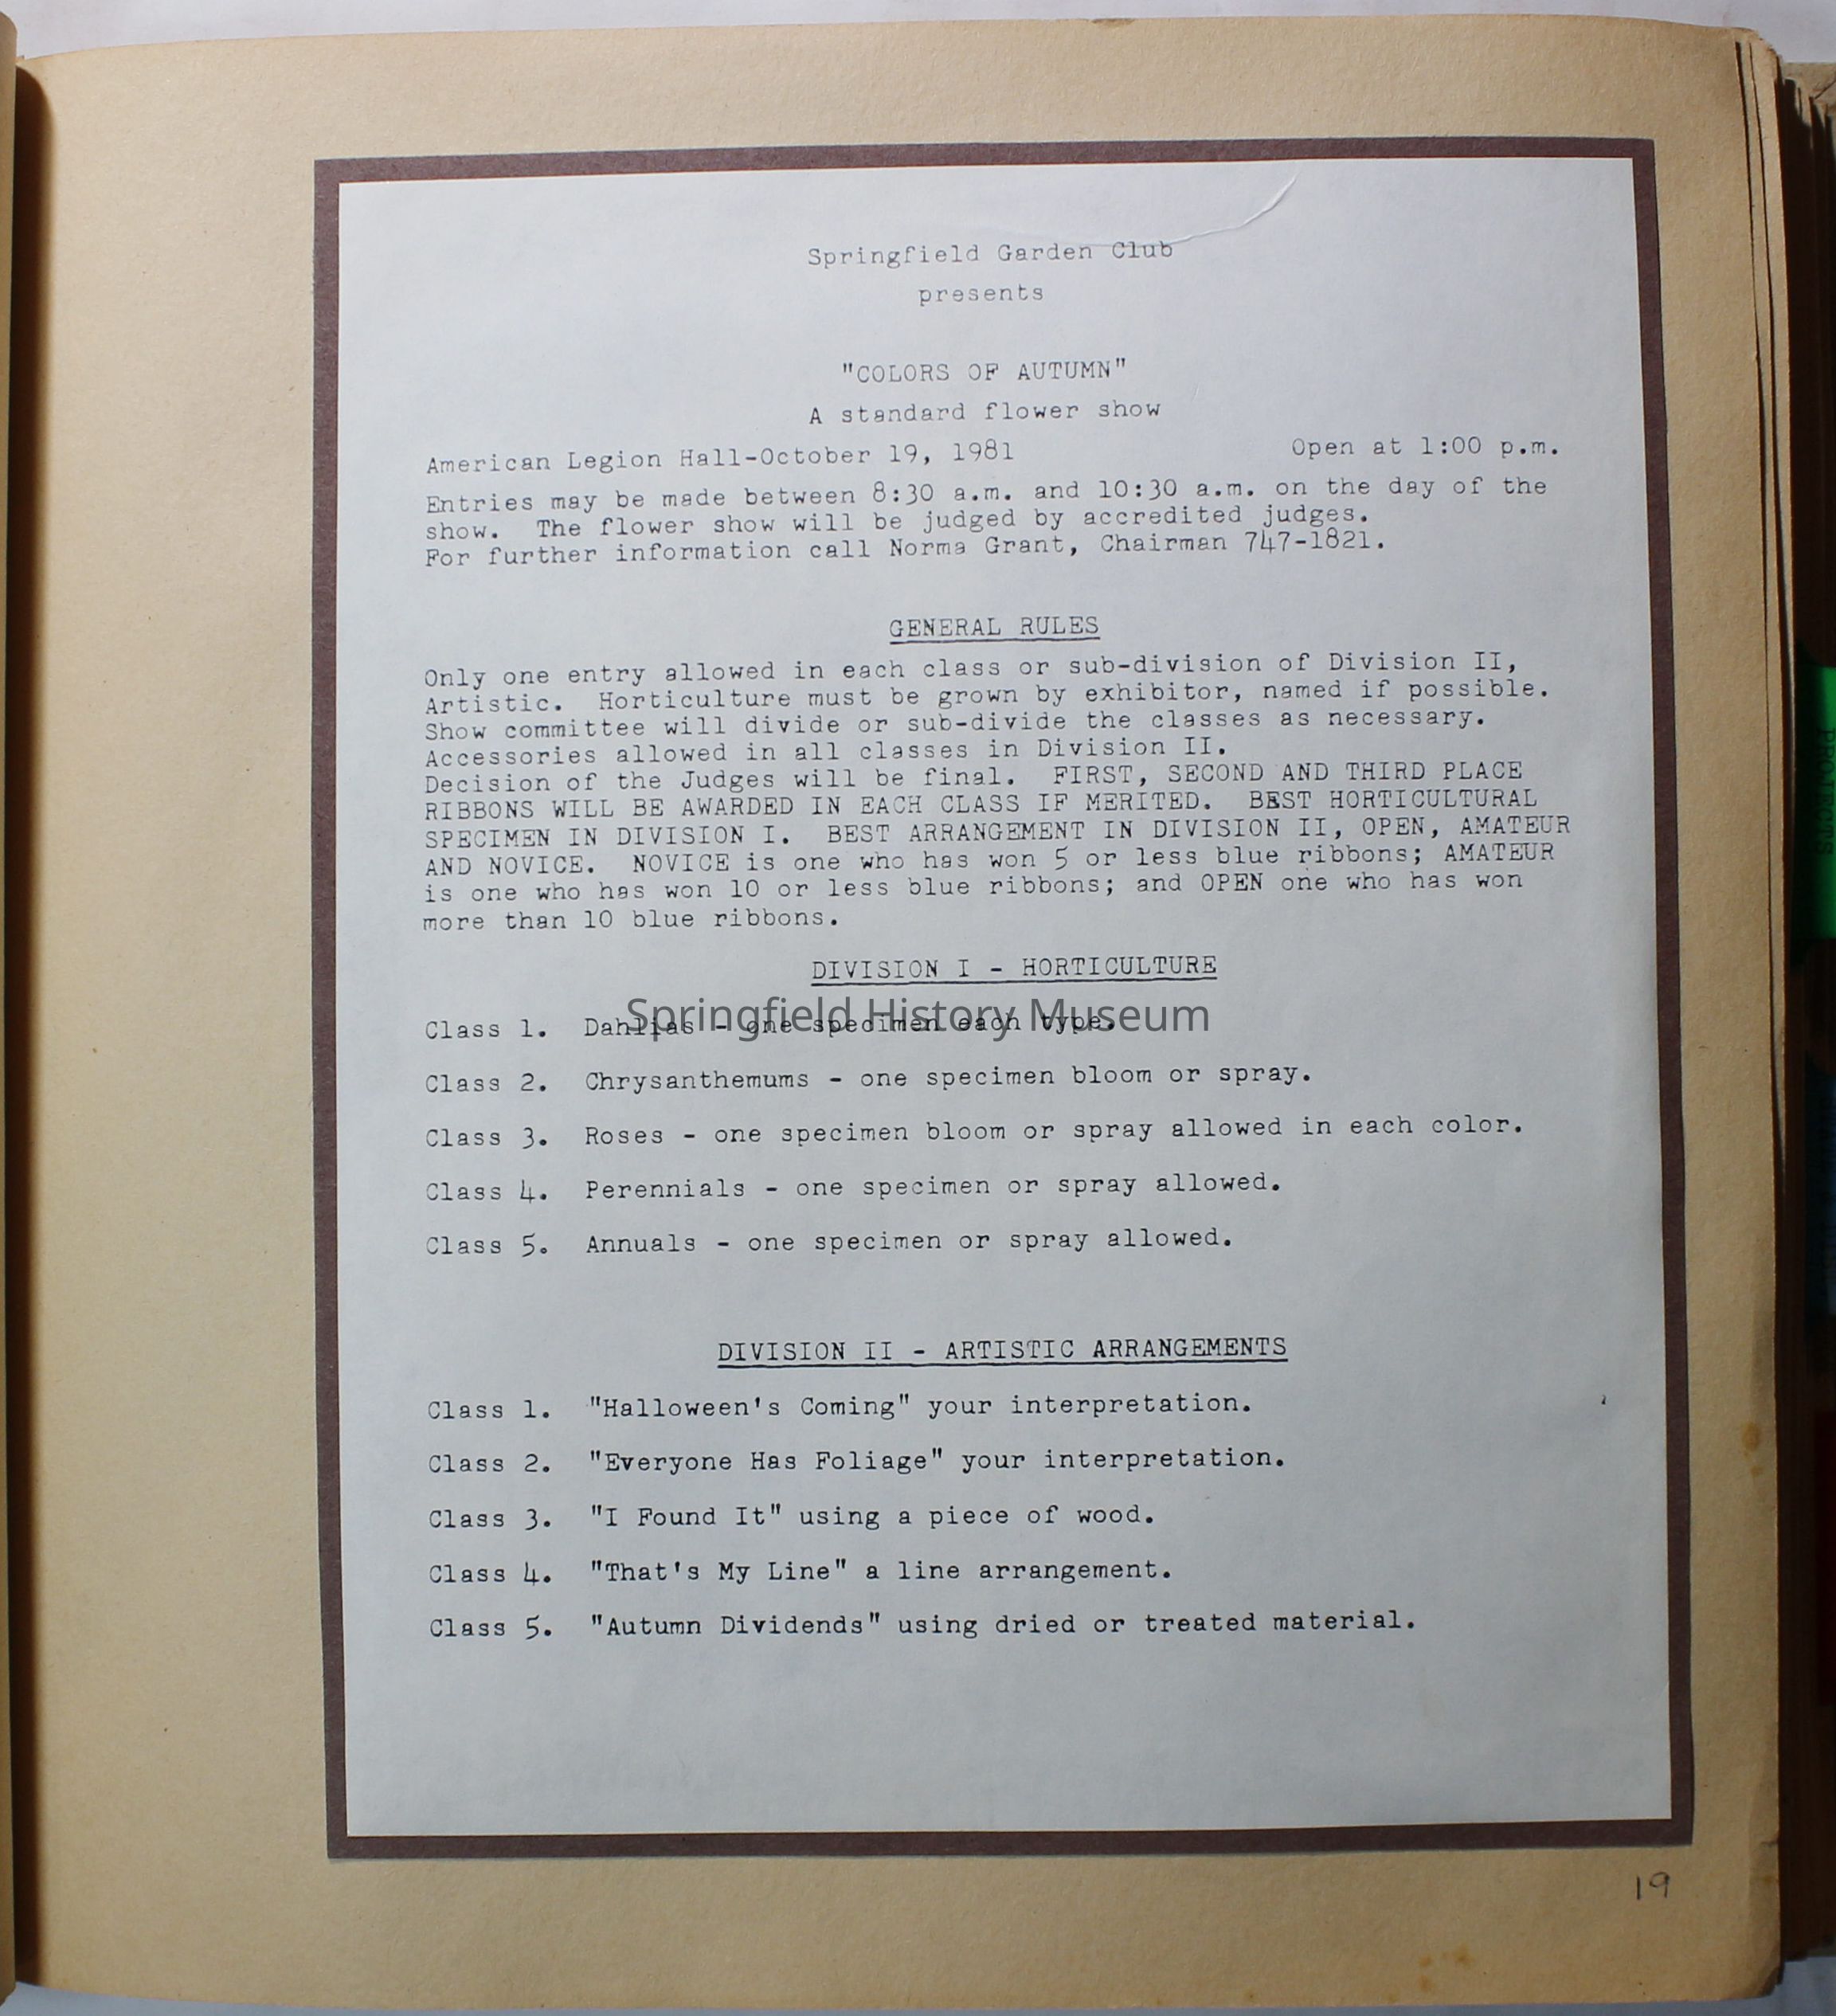 Springfield Garden Club
presents
"COLORS OF AUTUMN"
A standard flower show
American Legion Hall-October 19, 1981 Open at 1:00 p.m.
Entries may be made between 8:30 a.m. and 10:30 a.m. on the day of the
show. The flower show will be judged by accredited judges.
For further information call Norma Grant, Chairman 747-1821.
GENERAL RULES
Only one entry allowed in each class or sub-division of Division II,
Artistic. Horticulture must be grown by exhibitor, named if possible.
Show committee will divide or sub-divide the classes as necessary.
Accessories allowed in all classes in Division II.
Decision of the Judges will be final. FIRST, SECOND AND THIRD PLACE
RIBBONS WILL BE AWARDED IN EACH CLASS IF MERITED. BEST HORTICULTURAL
SPECIMEN IN DIVISION I. BEST ARRANGEMENT IN DIVISION II, OPEN, AMATEUR
AND NOVICE. NOVICE is one who has won 5 or less blue ribbons; AMATEUR
is one who has won 10 or less blue ribbons; and OPEN one who has won
more than 10 blue ribbons.
DIVISION I - HORTICULTURE
Springfield History Museum
Class 1. Dahlias - one specimen each type.
Class 2. Chrysanthemums - one specimen bloom or spray.
Class 3. Roses - one specimen bloom or spray allowed in each color.
Class 4. Perennials - one specimen or spray allowed.
Class 5. Annuals - one specimen or spray allowed.
DIVISION II - ARTISTIC ARRANGEMENTS
Class 1. "Halloween's Coming" your interpretation.
Class 2. "Everyone Has Foliage" your interpretation.
Class 3. "I Found It" using a piece of wood.
Class 4. "That's My Line" a line arrangement.
Class 5. "Autumn Dividends" using dried or treated material.
19
PROJECTS